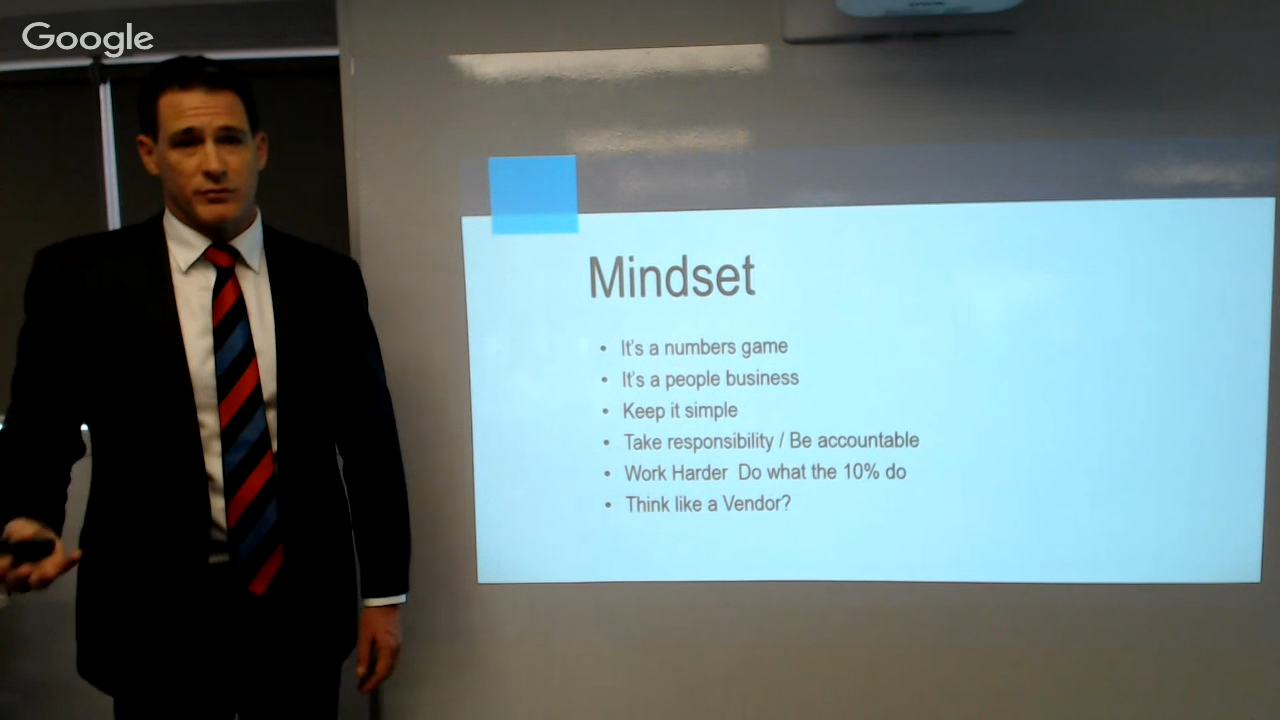 Google
Mindset
• It's a numbers game
• It's a people business
• Keep it simple
• Take responsibility / Be accountable
• Work Harder  Do what the 10% do
• Think like a Vendor?